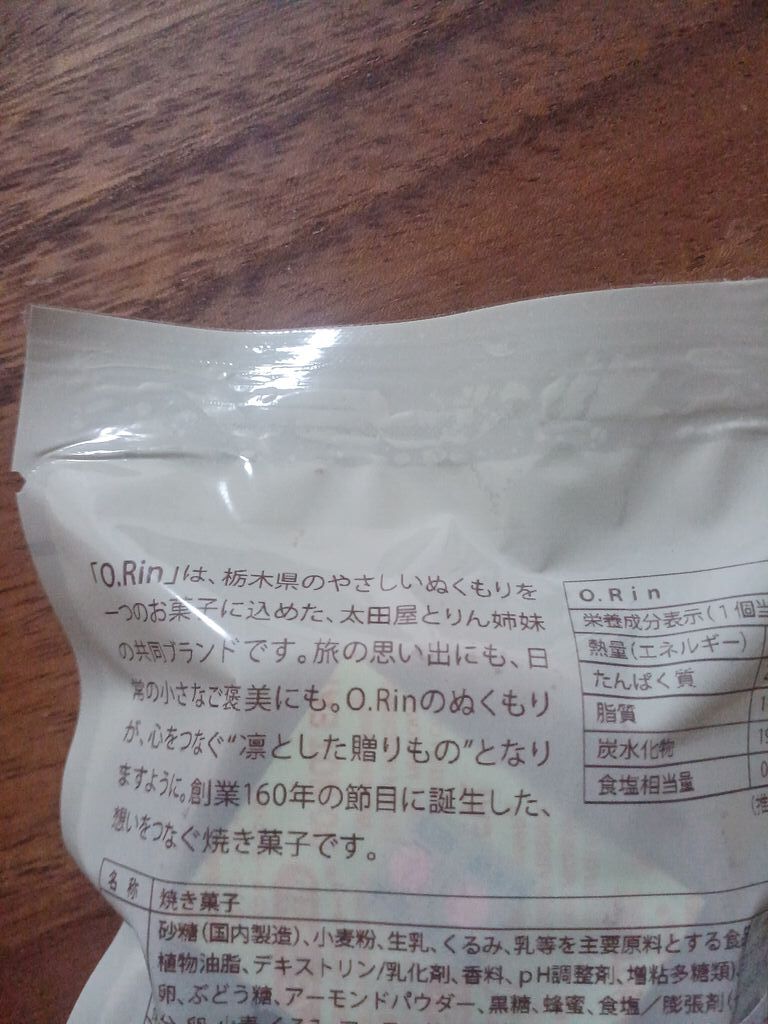 「O.Rin」は、栃木県のやさしいぬくもりを
一つのお菓子に込めた、太田屋とりん姉妹
の共同ブランドです。旅の思い出にも、日
常の小さなご褒美にも。O.Rinのぬくもり
が、心をつなぐ“凛とした贈りもの”となり
ますように。創業160年の節目に誕生した、
想いをつなぐ焼き菓子です。
O.Rin
栄養成分表示(1個当
熱量(エネルギー)
たんぱく質
脂質 1
炭水化物 19
食塩相当量 0
(推
名称 焼き菓子
砂糖(国内製造)、小麦粉、生乳、くるみ、乳等を主要原料とする食
植物油脂、デキストリン/乳化剤、香料、pH調整剤、増粘多糖類)、
卵、ぶどう糖、アーモンドパウダー、黒糖、蜂蜜、食塩/膨張剤(